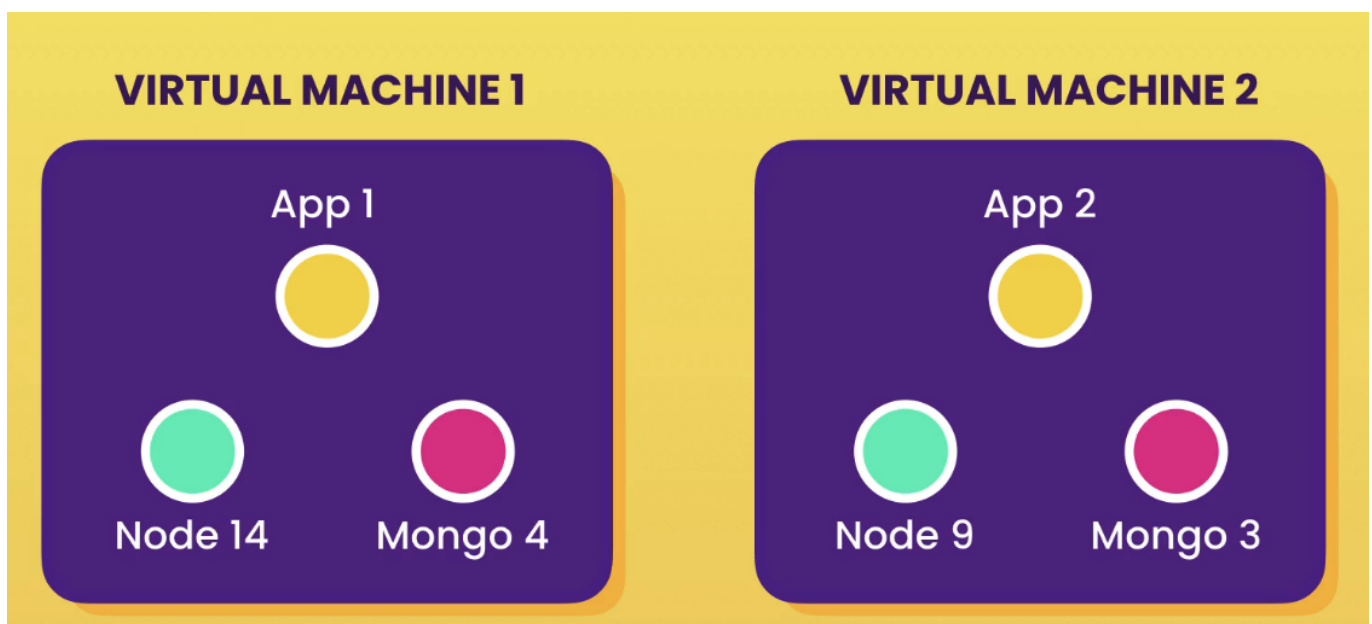 VIRTUAL MACHINE 1
App 1
Node 14
Mongo 4
VIRTUAL MACHINE 2
App 2
Node 9
Mongo 3